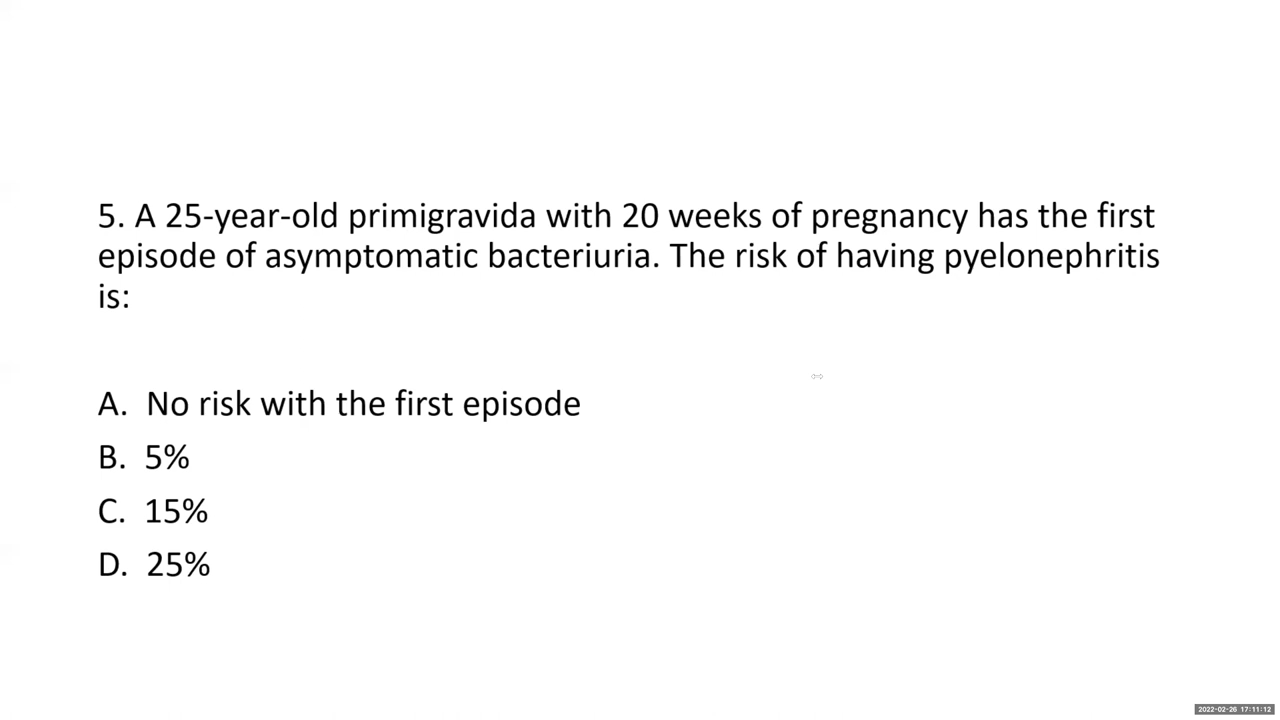 5. A 25-year-old primigravida with 20 weeks of pregnancy has the first
episode of asymptomatic bacteriuria. The risk of having pyelonephritis
is:
A. No risk with the first episode
B. 5%
C. 15%
D. 25%
2022-02-26 17:11:12